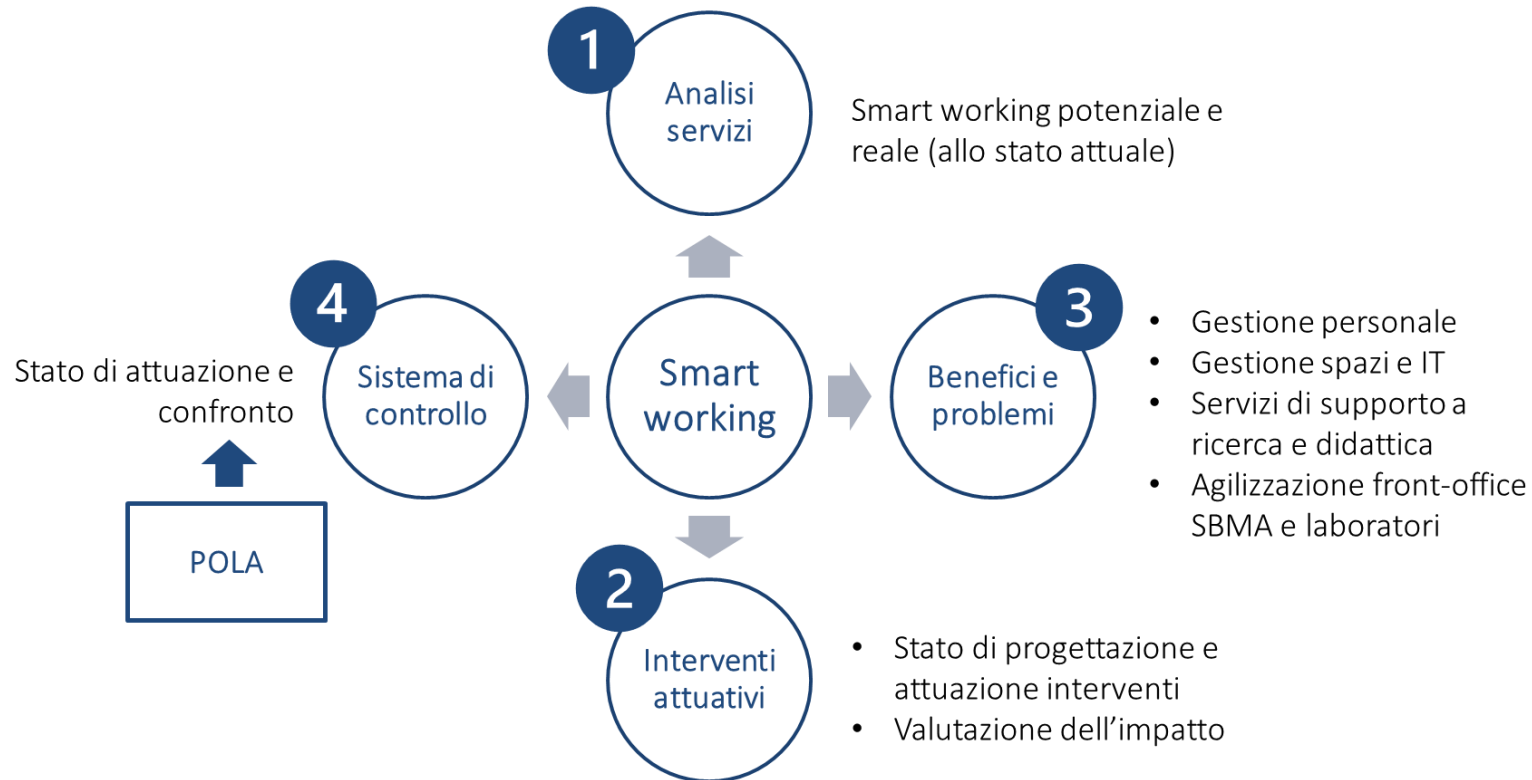 1
Analisi
servizi
Smart working potenziale e
reale (allo stato attuale)
4
Sistema di
controllo
Stato di attuazione e
confronto
POLA
Smart
working
3
Benefici e
problemi
• Gestione personale
• Gestione spazi e IT
• Servizi di supporto a
ricerca e didattica
• Agilizzazione front-office
SBMA e laboratori
2
Interventi
attuativi
• Stato di progettazione e
attuazione interventi
• Valutazione dell’impatto